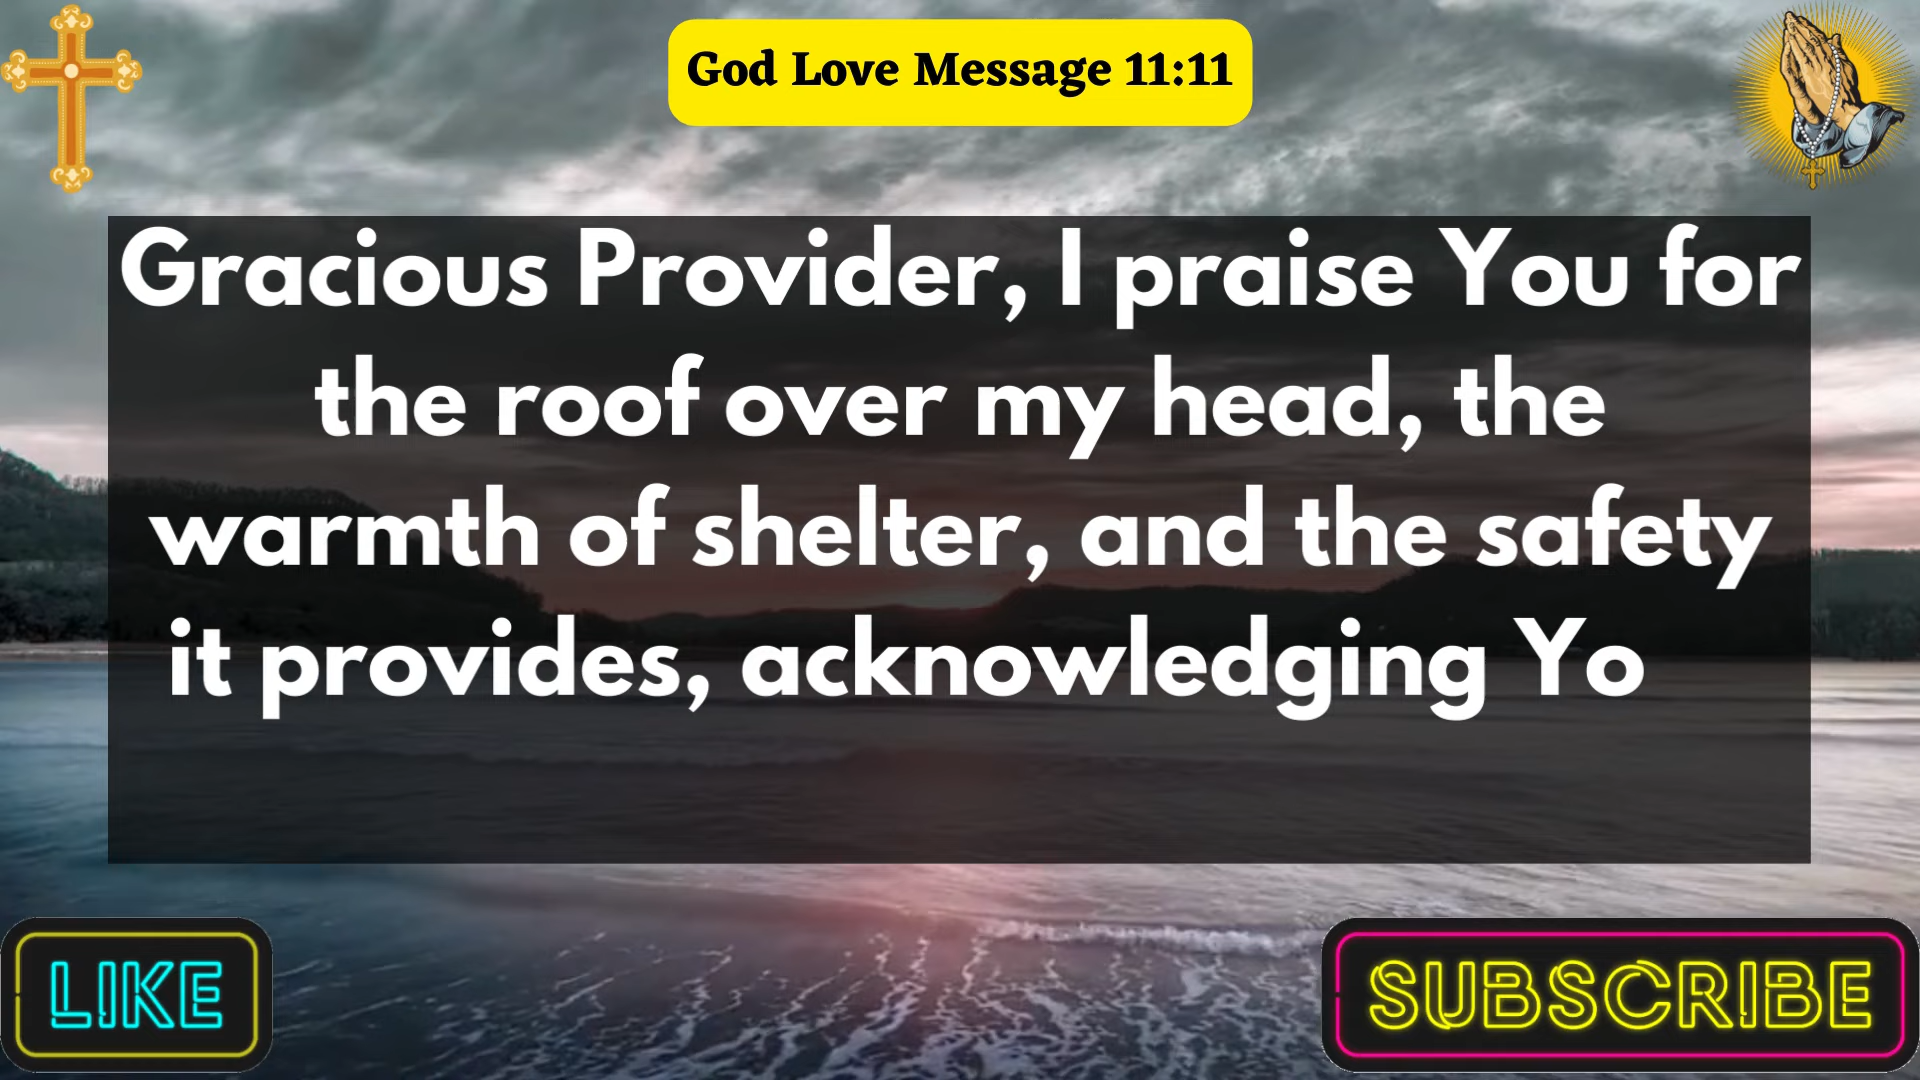 God Love Message 11:11
Gracious Provider, I praise You for
the roof over my head, the
warmth of shelter, and the safety
it provides, acknowledging Yo
LIKE
SUBSCRIBE